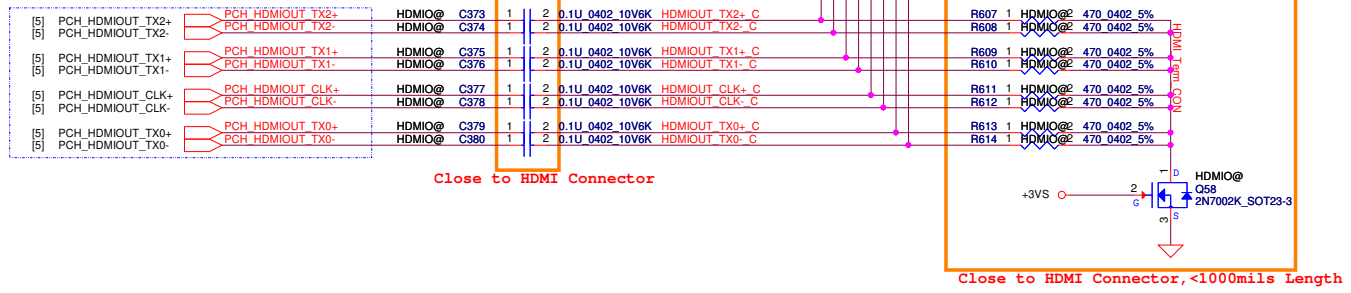 [5] PCH_HDMIOUT_TX2+ PCH_HDMIOUT_TX2+ HDMIO@ C373 1 2 0.1U_0402_10V6K HDMIOUT_TX2+_C R607 1 HDMIO@2 470_0402_5%
[5] PCH_HDMIOUT_TX2- PCH_HDMIOUT_TX2- C374 0.1U_0402_10V6K HDMIOUT_TX2-_C R608 HDMIO@2 470_0402_5%
[5] PCH_HDMIOUT_TX1+ PCH_HDMIOUT_TX1+ HDMIO@ C375 1 2 0.1U_0402_10V6K HDMIOUT_TX1+_C R609 1 HDMIO@2 470_0402_5%
[5] PCH_HDMIOUT_TX1- PCH_HDMIOUT_TX1- HDMIO@ C376 1 2 0.1U_0402_10V6K HDMIOUT_TX1-_C R610 1 HDMIO@2 470_0402_5%
[5] PCH_HDMIOUT_CLK+ PCH_HDMIOUT_CLK+ HDMIO@ C377 1 2 0.1U_0402_10V6K HDMIOUT_CLK+_C R611 1 HDMIO@2 470_0402_5%
[5] PCH_HDMIOUT_CLK- PCH_HDMIOUT_CLK- HDMIO@ C378 1 2 0.1U_0402_10V6K HDMIOUT_CLK-_C R612 1 HDMIO@2 470_0402_5%
[5] PCH_HDMIOUT_TX0+ PCH_HDMIOUT_TX0+ HDMIO@ C379 1 2 0.1U_0402_10V6K HDMIOUT_TX0+_C R613 1 HDMIO@2 470_0402_5%
[5] PCH_HDMIOUT_TX0- PCH_HDMIOUT_TX0- HDMIO@ C380 1 2 0.1U_0402_10V6K HDMIOUT_TX0-_C R614 1 HDMIO@2 470_0402_5%
HDMI_Term_CON
Close to HDMI Connector
1 D HDMIO@
+3VS 2 G Q58
2N7002K_SOT23-3
3 S
Close to HDMI Connector,<1000mils Length